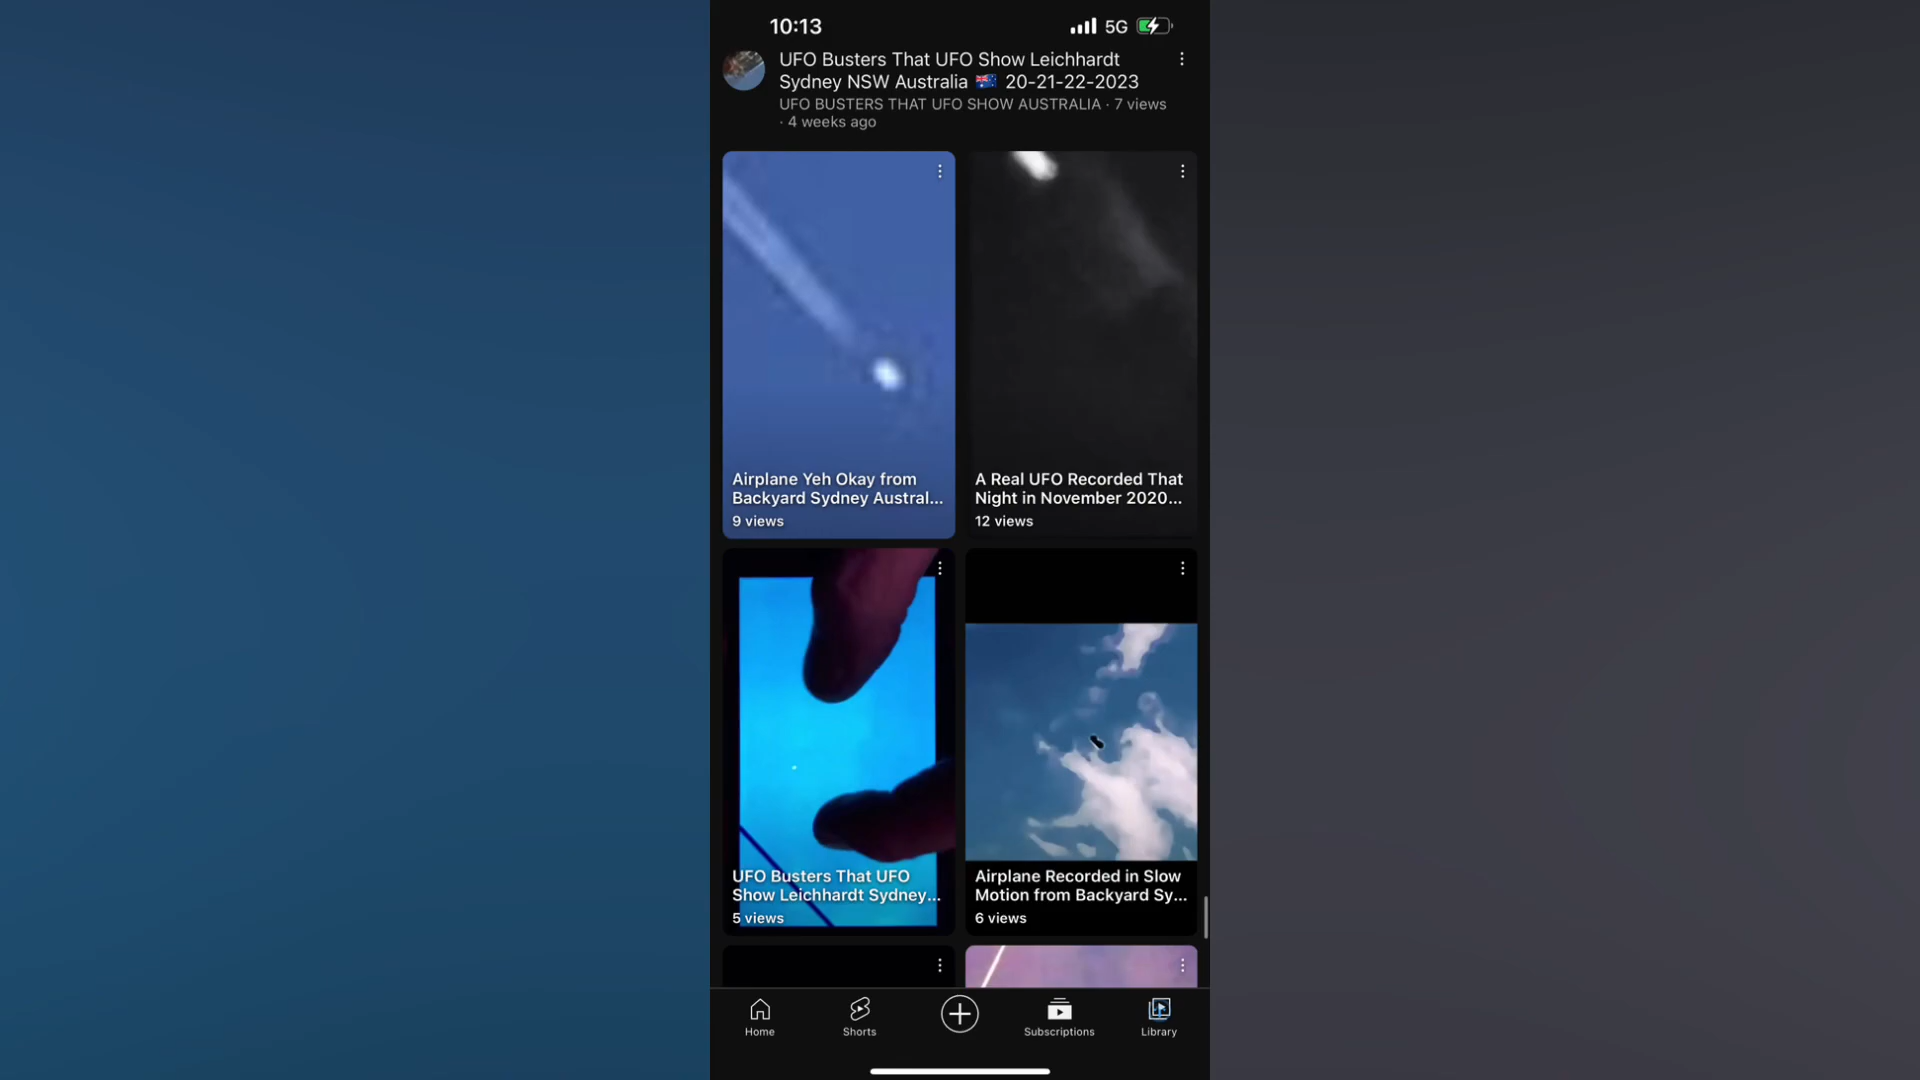 10:13
5G
UFO Busters That UFO Show Leichhardt
Sydney NSW Australia 🇦🇺 20-21-22-2023
UFO BUSTERS THAT UFO SHOW AUSTRALIA · 7 views
· 4 weeks ago
Airplane Yeh Okay from
Backyard Sydney Austral...
9 views
A Real UFO Recorded That
Night in November 2020...
12 views
UFO Busters That UFO
Show Leichhardt Sydney...
5 views
Airplane Recorded in Slow
Motion from Backyard Sy...
6 views
Home
Shorts
Subscriptions
Library